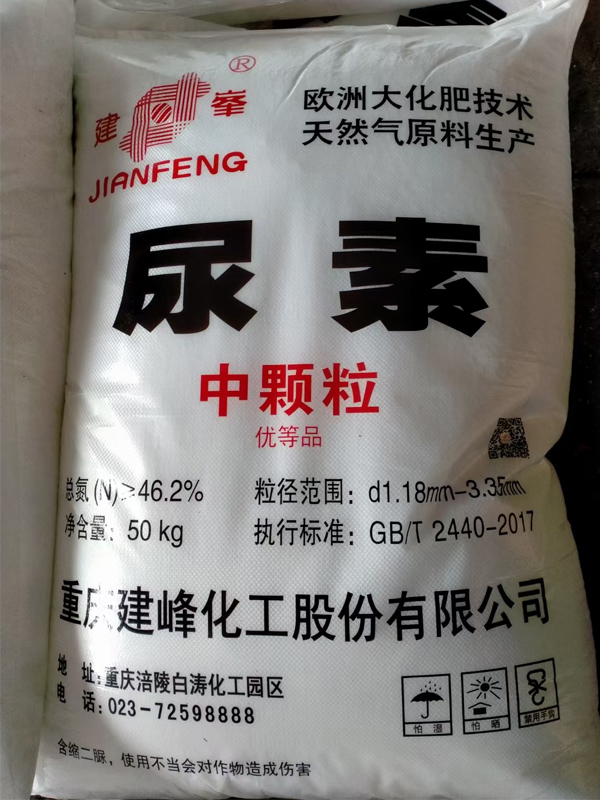 ®
建峯
JIANFENG
欧洲大化肥技术
天然气原料生产
尿素
中颗粒
优等品
总氮(N)≥46.2%
粒径范围：d1.18mm-3.35mm
净含量：50 kg
执行标准：GB/T 2440-2017
重庆建峰化工股份有限公司
地 址:重庆涪陵白涛化工园区
电 话:023-72598888
怕湿
怕晒
禁用手钩
含缩二脲，使用不当会对作物造成伤害